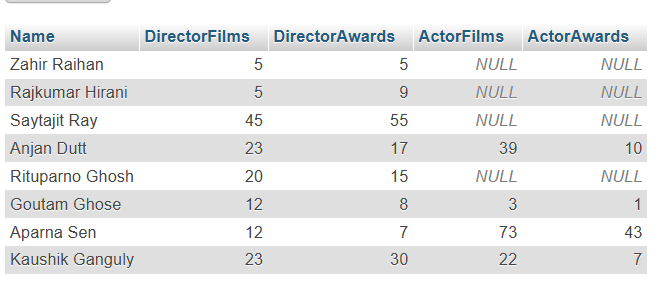 Name DirectorFilms DirectorAwards ActorFilms ActorAwards
Zahir Raihan 5 5 NULL NULL
Rajkumar Hirani 5 9 NULL NULL
Saytajit Ray 45 55 NULL NULL
Anjan Dutt 23 17 39 10
Rituparno Ghosh 20 15 NULL NULL
Goutam Ghose 12 8 3 1
Aparna Sen 12 7 73 43
Kaushik Ganguly 23 30 22 7